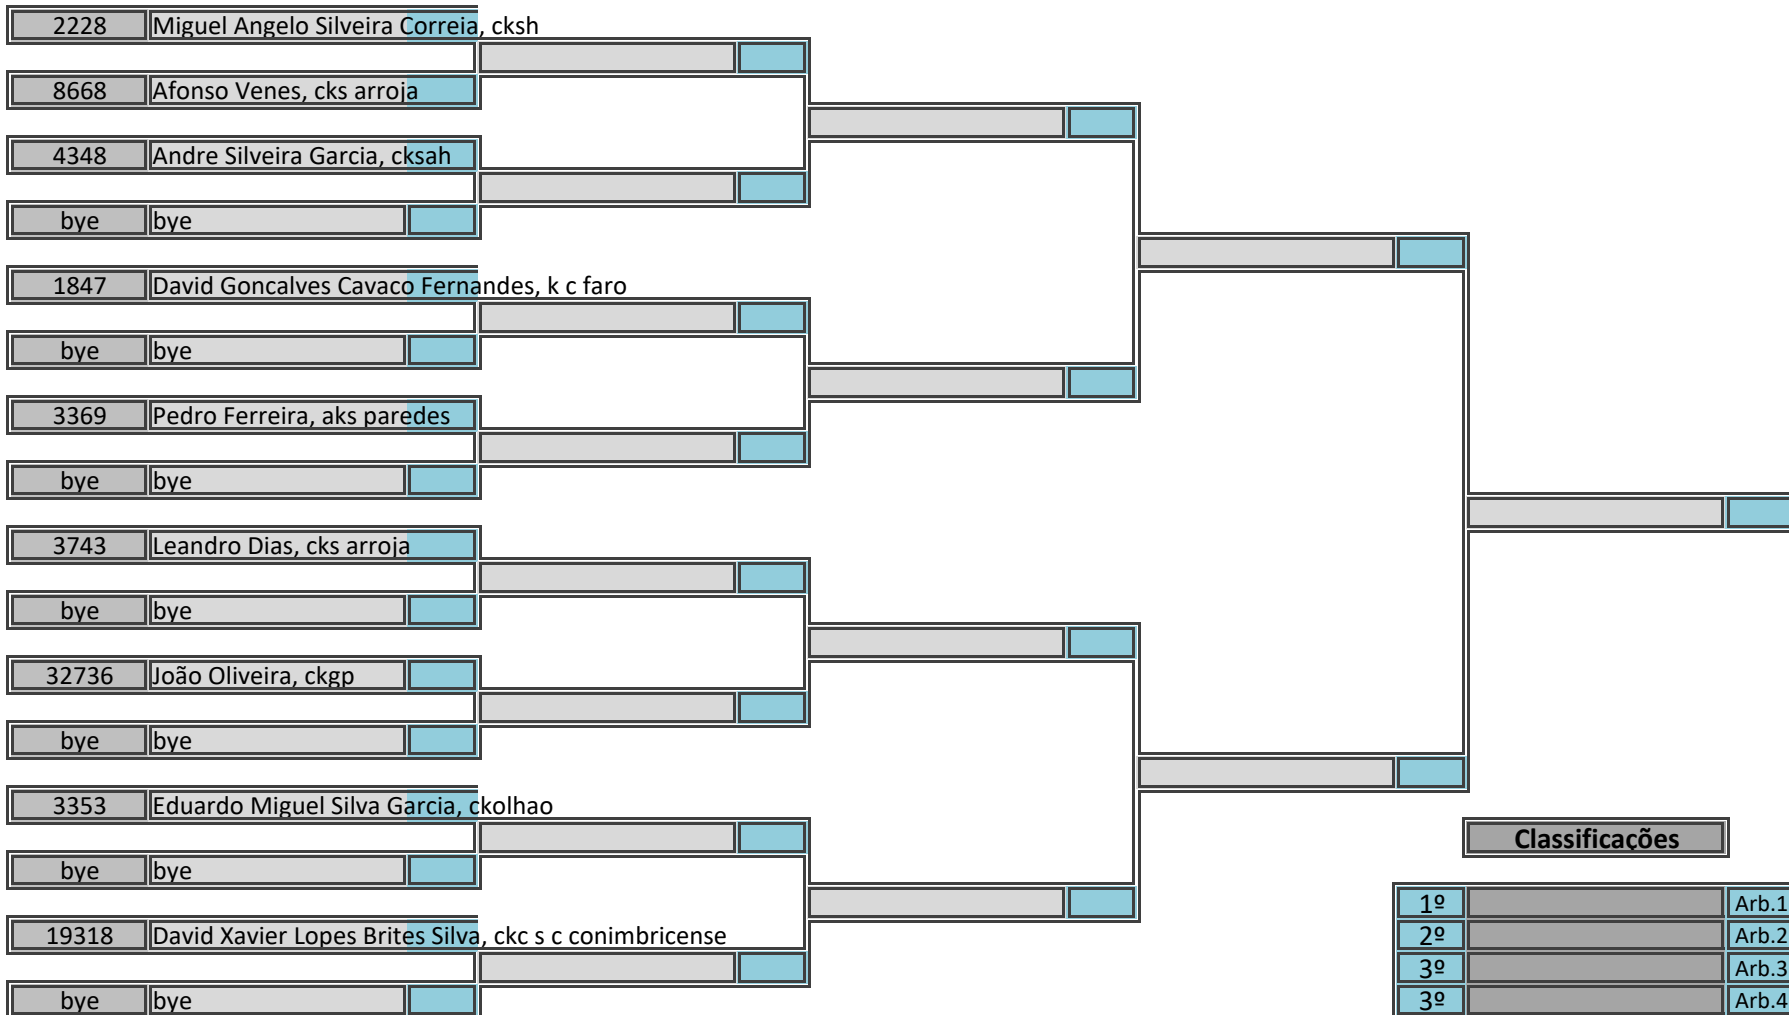 2228 Miguel Angelo Silveira Correia, cksh
8668 Afonso Venes, cks arroja
4348 Andre Silveira Garcia, cksah
bye bye
1847 David Goncalves Cavaco Fernandes, k c faro
bye bye
3369 Pedro Ferreira, aks paredes
bye bye
3743 Leandro Dias, cks arroja
bye bye
32736 João Oliveira, ckgp
bye bye
3353 Eduardo Miguel Silva Garcia, ckolhao
bye bye
19318 David Xavier Lopes Brites Silva, ckc s c conimbricense
bye bye
Classificações
1º Arb.1
2º Arb.2
3º Arb.3
3º Arb.4